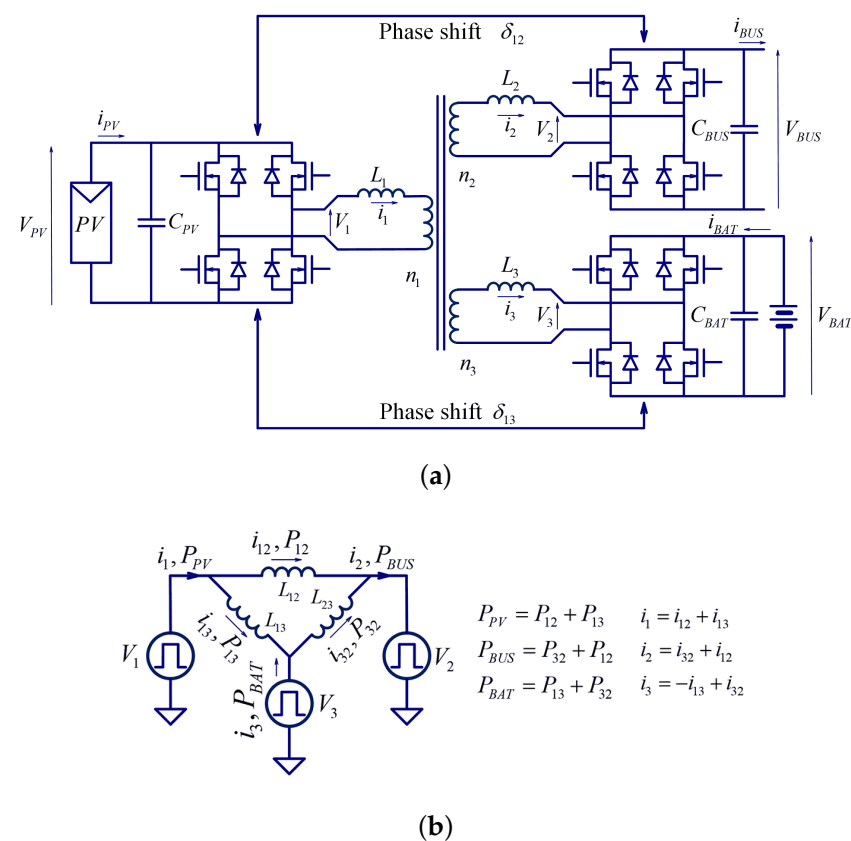 Phase shift δ12
iBUS
iPV
L2
i2
V2
CBUS
VBUS
n2
VPV
PV
CPV
L1
V1
i1
n1
iBAT
L3
i3
V3
CBAT
VBAT
n3
Phase shift δ13
(a)
i12, P12
i1, PPV
i2, PBUS
L12
L13
L23
i13, P13
i32, P32
V1
V2
V3
i3, PBAT
PPV = P12 + P13 i1 = i12 + i13
PBUS = P32 + P12 i2 = i32 + i12
PBAT = P13 + P32 i3 = −i13 + i32
(b)